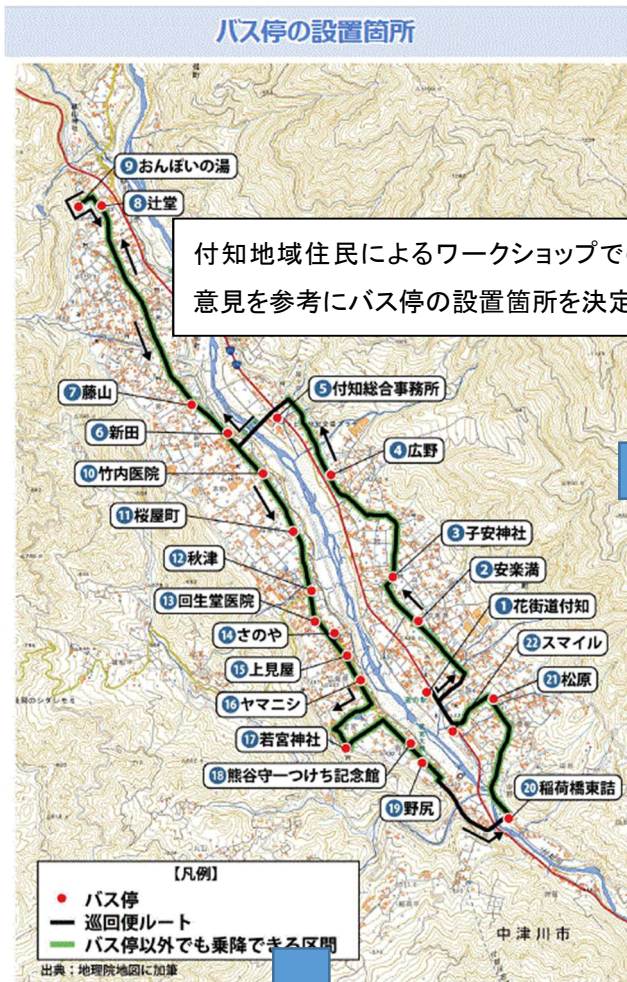 バス停の設置箇所
⑨おんぽいの湯
⑧辻堂
付知地域住民によるワークショップで
意見を参考にバス停の設置箇所を決定
⑦藤山
⑤付知総合事務所
⑥新田
④広野
⑩竹内医院
⑪桜屋町
③子安神社
⑫秋津
②安楽満
⑬回生堂医院
①花街道付知
⑭さのや
㉒スマイル
⑮上見屋
㉑松原
⑯ヤマニシ
⑰若宮神社
⑱熊谷守一つけち記念館
⑲野尻
⑳稲荷橋東詰
【凡例】
バス停
巡回便ルート
バス停以外でも乗降できる区間
中津川市
出典：地理院地図に加筆